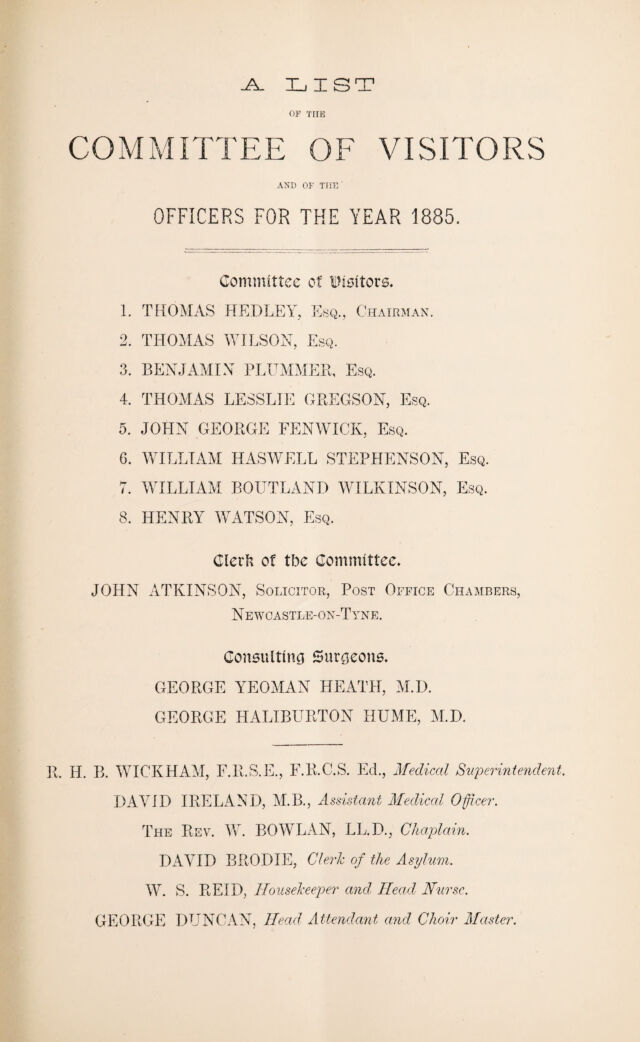 A LIST
OF THE
COMMITTEE OF VISITORS
AND OF THE
OFFICERS FOR THE YEAR 1885.
Committee of Visitors.
1. THOMAS HEDLEY, Esq., Chairman.
2. THOMAS WILSON, Esq.
3. BENJAMIN PLUMMER, Esq.
4. THOMAS LESSLIE GREGSON, Esq.
5. JOHN GEORGE FENWICK, Esq.
6. WILLIAM HASWELL STEPHENSON, Esq.
7. WILLIAM BOUTLAND WILKINSON, Esq.
8. HENRY WATSON, Esq.
Clerk of the Committee.
JOHN ATKINSON, Solicitor, Post Office Chambers,
Newcastle-on-Tyne.
Consulting Surgeons.
GEORGE YEOMAN HEATH, M.D.
GEORGE HALIBURTON HUME, M.D.
R. H. B. WICKHAM, F.R.S.E., F.R.C.S. Ed., Medical Superintendent.
DAVID IRELAND, M.B., Assistant Medical Officer.
The Rev. W. BOWLAN, LL.D., Chaplain.
DAVID BRODIE, Clerk of the Asylum.
W. S. REID, Housekeeper and Head Nurse.
GEORGE DUNCAN, Head Attendant and Choir Master.